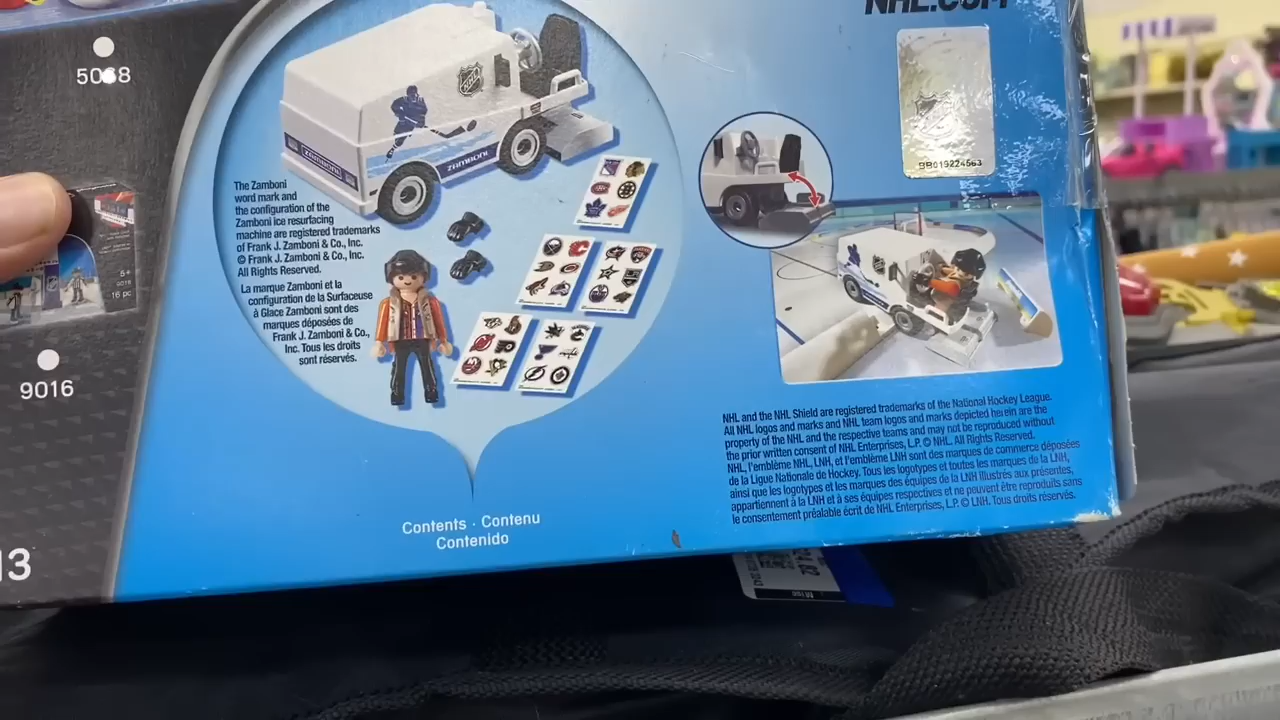 NHL.COM
5068
BR019224563
ZAMBONI
ZAMBONI
The Zamboni
word mark and
the configuration of the
Zamboni ice resurfacing
machine are registered trademarks
of Frank J. Zamboni & Co., Inc.
© Frank J. Zamboni & Co., Inc.
All Rights Reserved.
La marque Zamboni et la
configuration de la Surfaceuse
à Glace Zamboni sont des
marques déposées de
Frank J. Zamboni & Co.,
Inc. Tous les droits
sont réservés.
5+
9016
16 pc
9016
NHL and the NHL Shield are registered trademarks of the National Hockey League.
All NHL logos and marks and NHL team logos and marks depicted herein are the
property of the NHL and the respective teams and may not be reproduced without
the prior written consent of NHL Enterprises, L.P. © NHL. All Rights Reserved.
NHL, l'emblème NHL, LNH, et l'emblème LNH sont des marques de commerce déposées
de la Ligue Nationale de Hockey. Tous les logotypes et toutes les marques de la LNH,
ainsi que les logotypes et les marques des équipes de la LNH illustrés aux présentes,
appartiennent à la LNH et à ses équipes respectives et ne peuvent être reproduits sans
le consentement préalable écrit de NHL Enterprises, L.P. © LNH. Tous droits réservés.
Contents · Contenu
Contenido
13